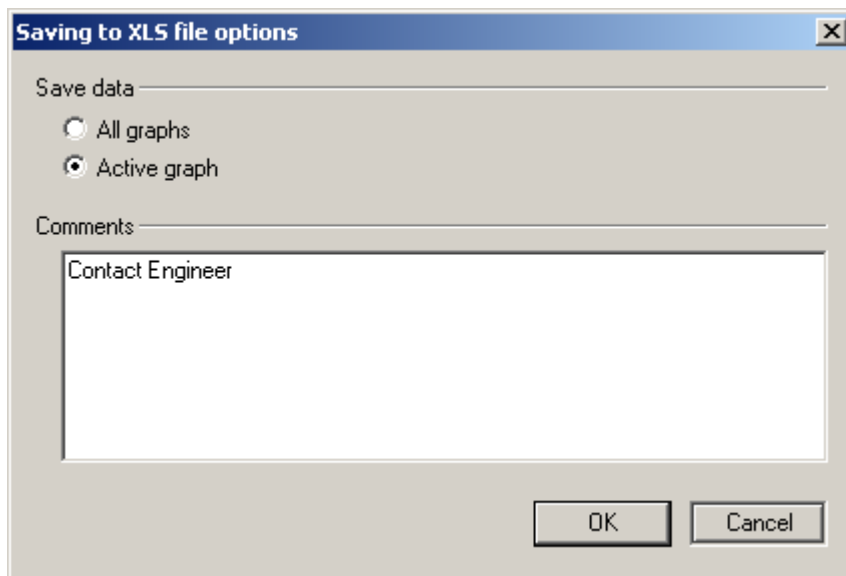 Saving to XLS file options
Save data
All graphs
Active graph
Comments
Contact Engineer
OK Cancel